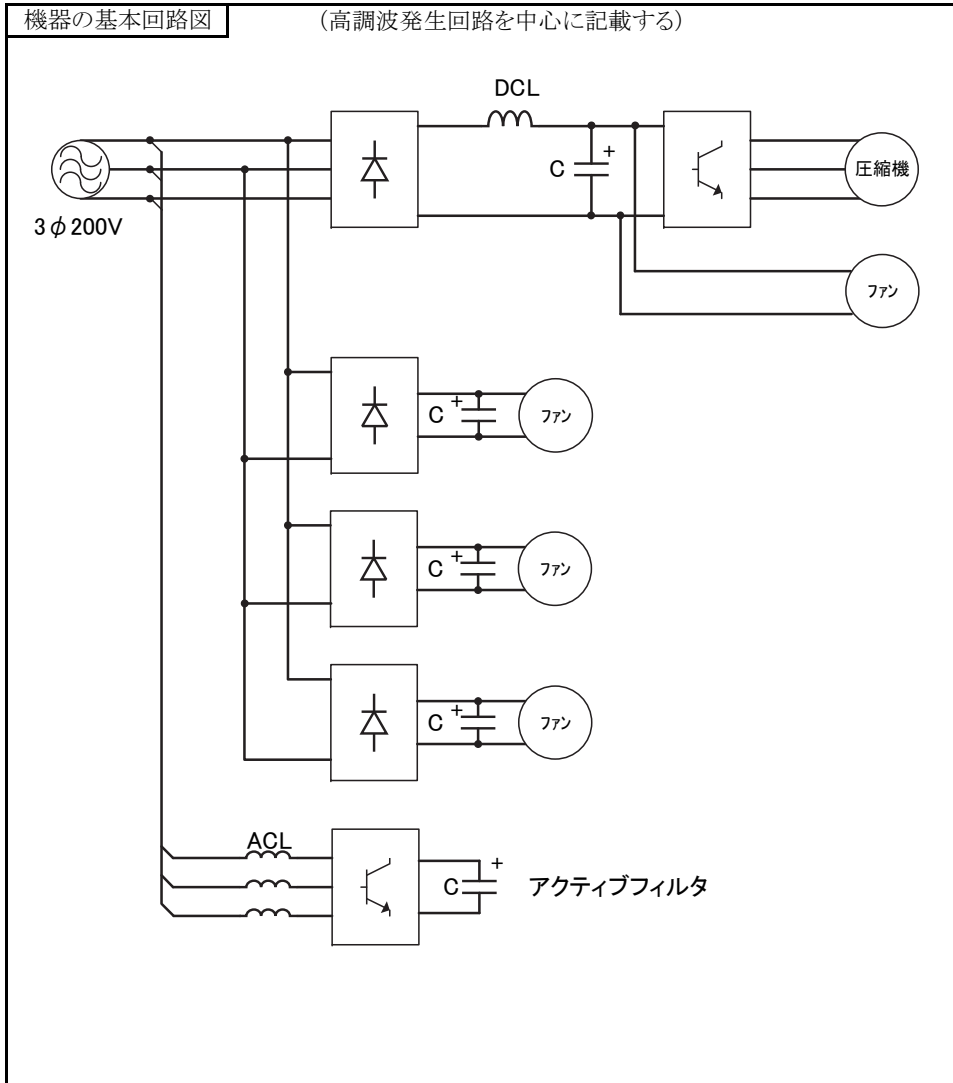 機器の基本回路図
(高調波発生回路を中心に記載する)
DCL
C
+
圧縮機
3φ200V
ファン
C
+
ファン
C
+
ファン
C
+
ファン
ACL
C
+
アクティブフィルタ